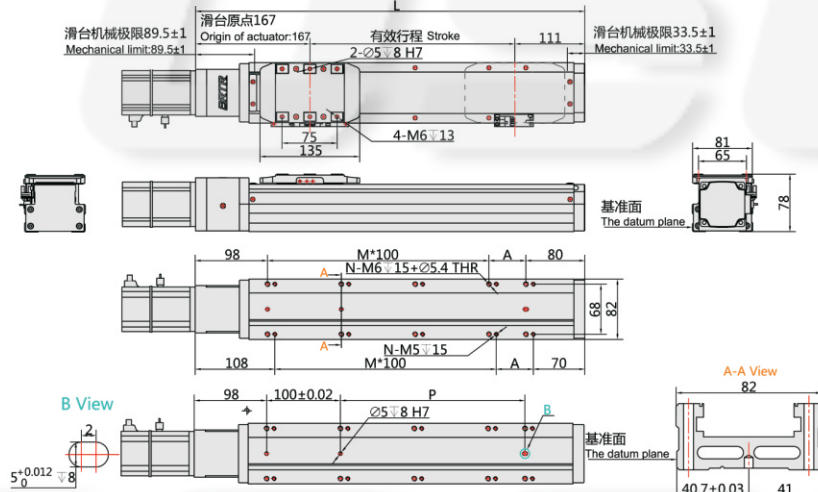 L
滑台原点167
Origin of actuator:167
滑台机械极限89.5±1
Mechanical limit:89.5±1
有效行程 Stroke
111
滑台机械极限33.5±1
Mechanical limit:33.5±1
2-∅5↧8 H7
75
135
4-M6↧13
81
65
78
基准面
The datum plane
98
M*100
A
80
A
N-M6↧15+∅5.4 THR
68
82
A
N-M5↧15
108
M*100
A
70
A-A View
82
B View
98
100±0.02
P
2
∅5↧8 H7
B
基准面
The datum plane
5 +0.012 0 ↧8
40.7±0.03
41